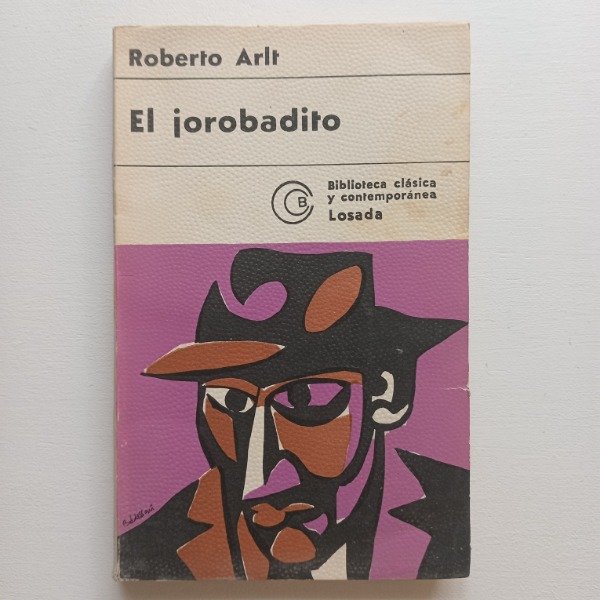 Roberto Arlt
El jorobadito
B
Biblioteca clásica
y contemporánea
Losada